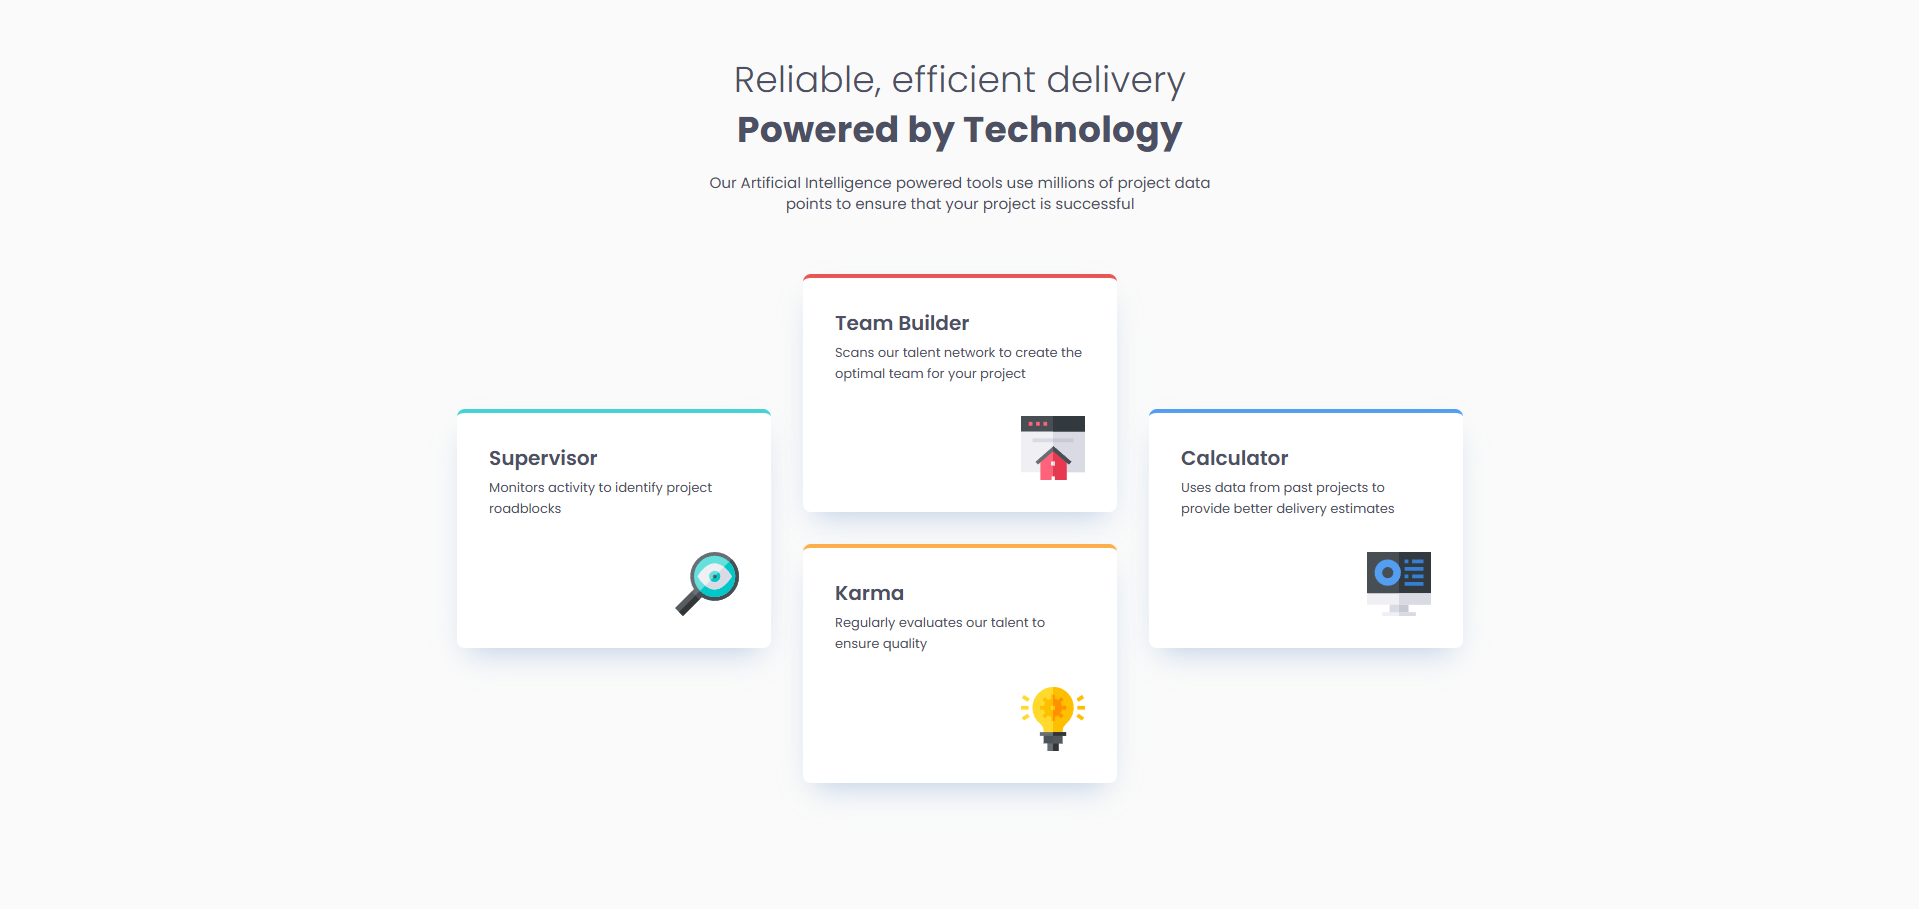 Reliable, efficient delivery
Powered by Technology
Our Artificial Intelligence powered tools use millions of project data
points to ensure that your project is successful
Supervisor
Monitors activity to identify project
roadblocks
Team Builder
Scans our talent network to create the
optimal team for your project
Karma
Regularly evaluates our talent to
ensure quality
Calculator
Uses data from past projects to
provide better delivery estimates